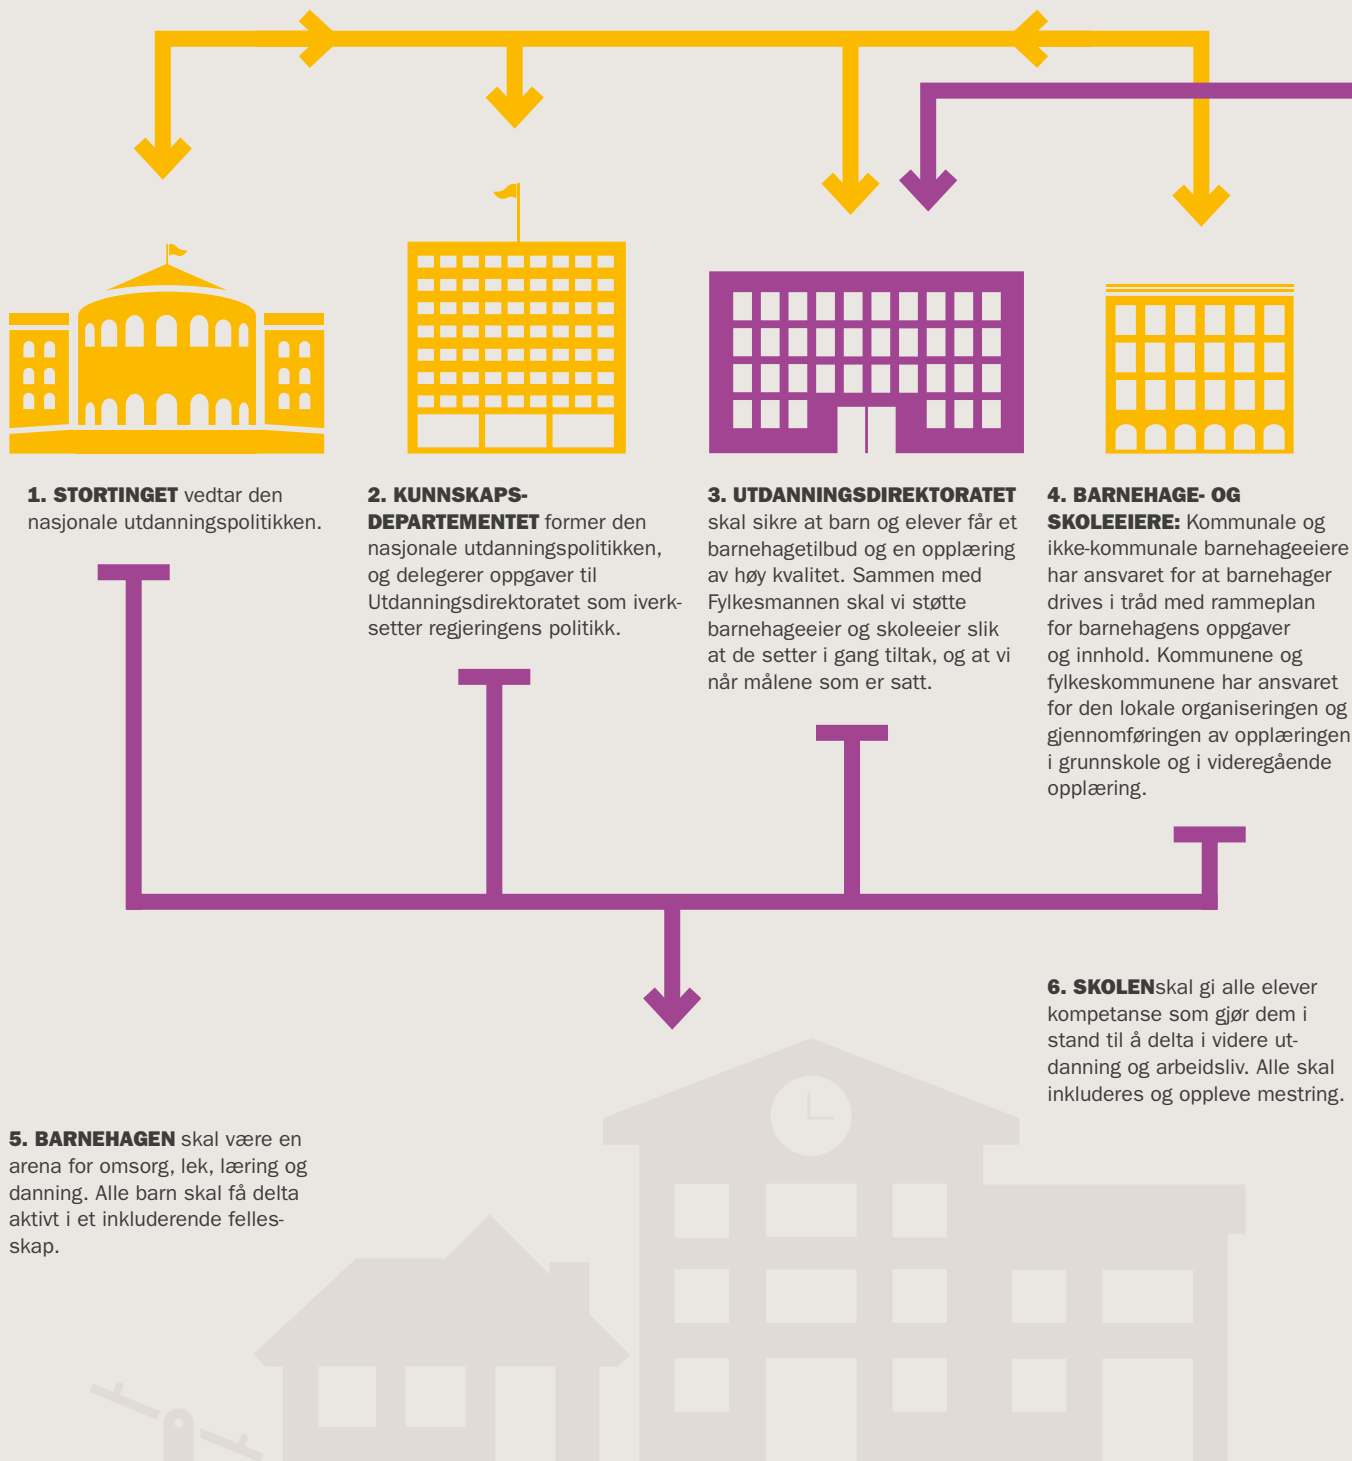 1. STORTINGET vedtar den
nasjonale utdanningspolitikken.
2. KUNNSKAPS-
DEPARTEMENTET former den
nasjonale utdanningspolitikken,
og delegerer oppgaver til
Utdanningsdirektoratet som iverk-
setter regjeringens politikk.
3. UTDANNINGSDIREKTORATET
skal sikre at barn og elever får et
barnehagetilbud og en opplæring
av høy kvalitet. Sammen med
Fylkesmannen skal vi støtte
barnehageeier og skoleeier slik
at de setter i gang tiltak, og at vi
når målene som er satt.
4. BARNEHAGE- OG
SKOLEEIERE: Kommunale og
ikke-kommunale barnehageeiere
har ansvaret for at barnehager
drives i tråd med rammeplan
for barnehagens oppgaver
og innhold. Kommunene og
fylkeskommunene har ansvaret
for den lokale organiseringen og
gjennomføringen av opplæringen
i grunnskole og i videregående
opplæring.
5. BARNEHAGEN skal være en
arena for omsorg, lek, læring og
danning. Alle barn skal få delta
aktivt i et inkluderende felles-
skap.
6. SKOLENskal gi alle elever
kompetanse som gjør dem i
stand til å delta i videre ut-
danning og arbeidsliv. Alle skal
inkluderes og oppleve mestring.